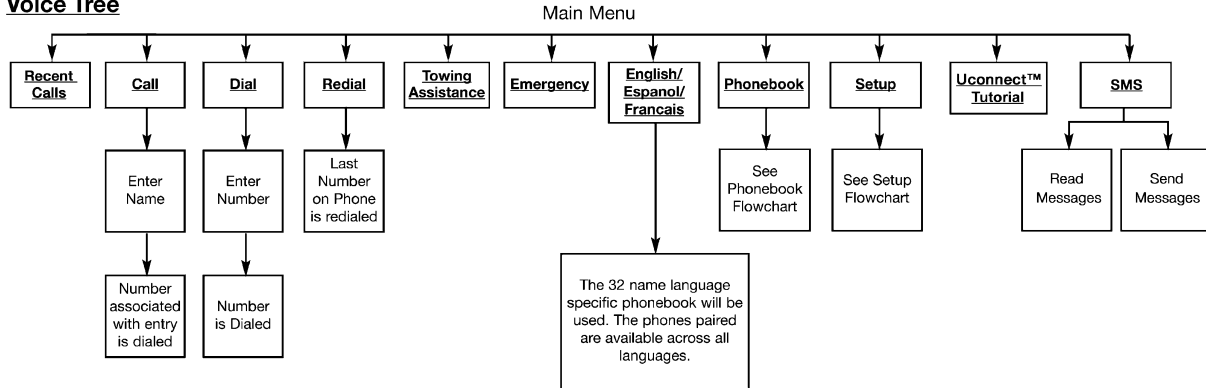 Voice Tree
Main Menu
Recent
Calls
Call
Dial
Redial
Towing
Assistance
Emergency
English/
Espanol/
Francais
Phonebook
Setup
Uconnect™
Tutorial
SMS
Enter
Name
Enter
Number
Last
Number
on Phone
is redialed
See
Phonebook
Flowchart
See Setup
Flowchart
Read
Messages
Send
Messages
Number
associated
with entry
is dialed
Number
is Dialed
The 32 name language
specific phonebook will be
used. The phones paired
are available across all
languages.